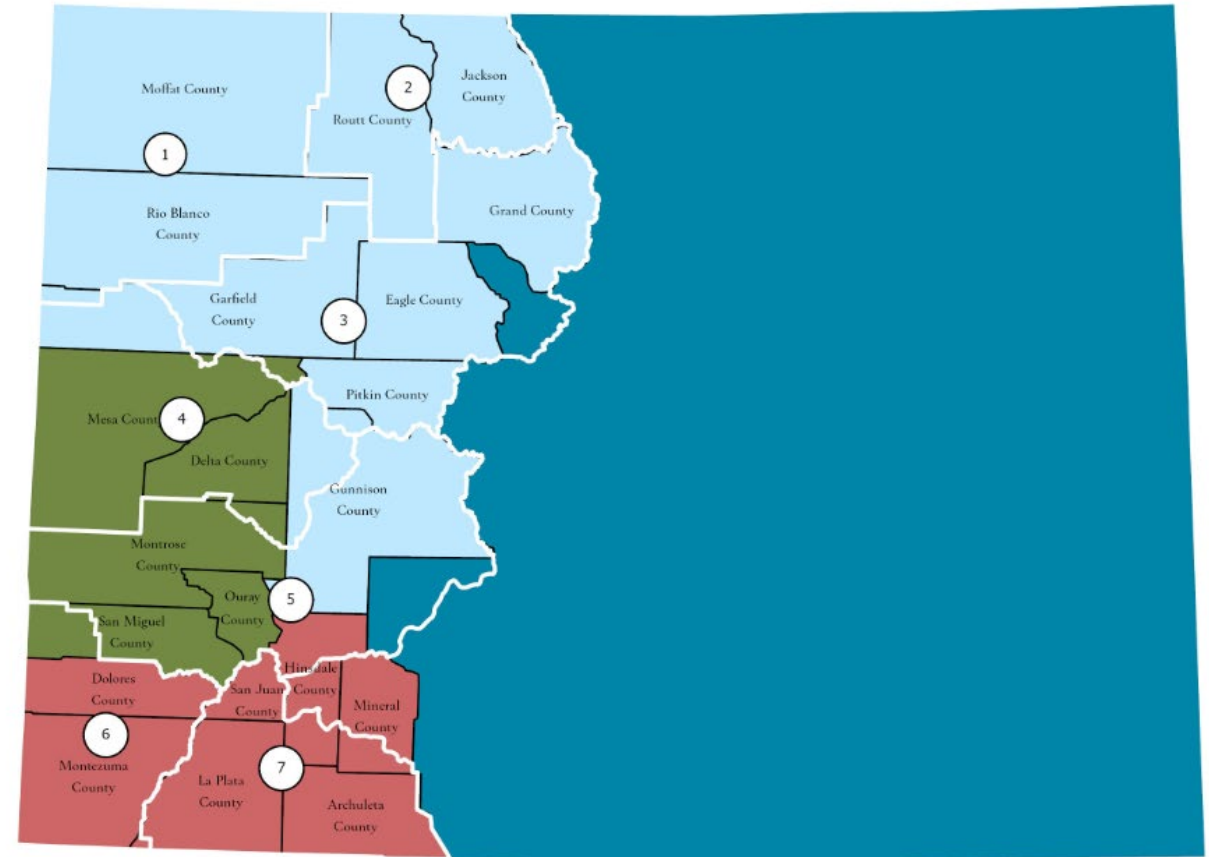 Moffat County
1
2
Jackson
County
Routt County
Rio Blanco
County
Grand County
Garfield
County
3
Eagle County
Pitkin County
Mesa Count
4
Delta County
Gunnison
County
Montrose
County
Ouray
County
5
San Miguel
County
Dolores
County
San Juan
County
Hinsdale
County
Mineral
County
6
Montezuma
County
7
La Plata
County
Archuleta
County